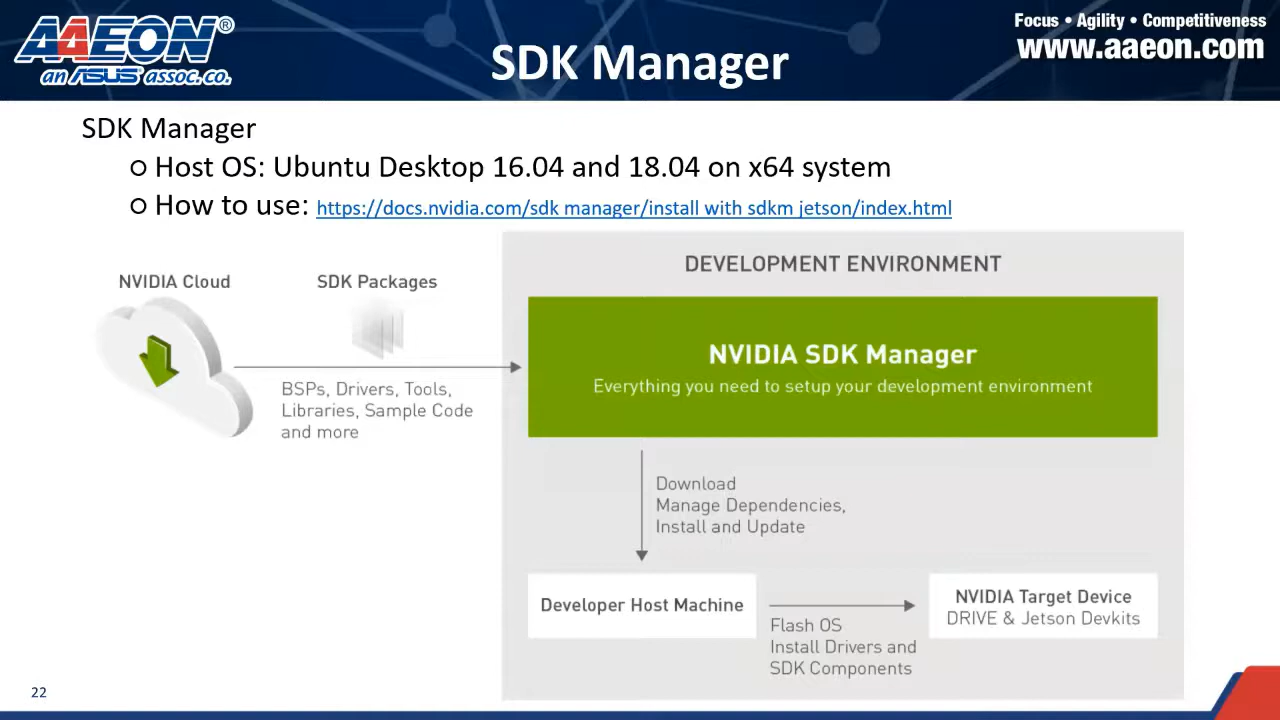 AAEON®
an ASUS assoc.co.
SDK Manager
Focus • Agility • Competitiveness
www.aaeon.com
SDK Manager
○ Host OS: Ubuntu Desktop 16.04 and 18.04 on x64 system
○ How to use: https://docs.nvidia.com/sdk manager/install with sdkm jetson/index.html
NVIDIA Cloud
SDK Packages
BSPs, Drivers, Tools,
Libraries, Sample Code
and more
DEVELOPMENT ENVIRONMENT
NVIDIA SDK Manager
Everything you need to setup your development environment
Download
Manage Dependencies,
Install and Update
Developer Host Machine
Flash OS
Install Drivers and
SDK Components
NVIDIA Target Device
DRIVE & Jetson Devkits
22